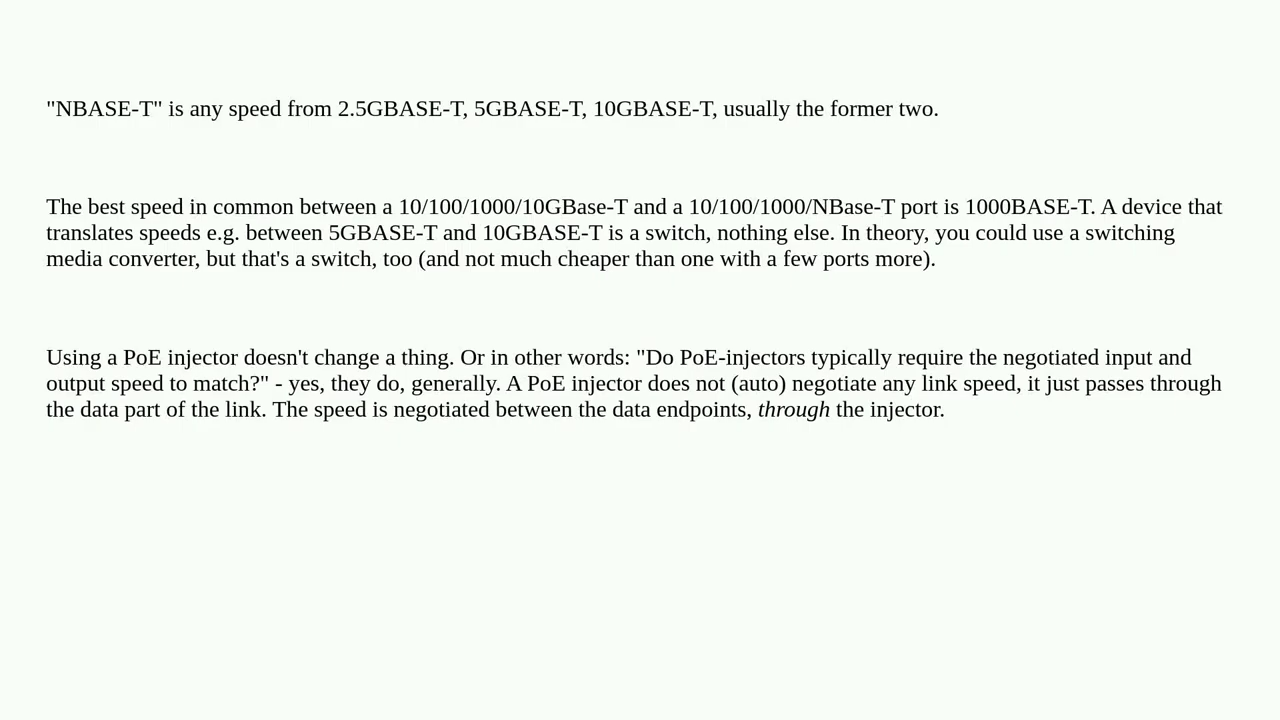 "NBASE-T" is any speed from 2.5GBASE-T, 5GBASE-T, 10GBASE-T, usually the former two.
The best speed in common between a 10/100/1000/10GBase-T and a 10/100/1000/NBase-T port is 1000BASE-T. A device that
translates speeds e.g. between 5GBASE-T and 10GBASE-T is a switch, nothing else. In theory, you could use a switching
media converter, but that's a switch, too (and not much cheaper than one with a few ports more).
Using a PoE injector doesn't change a thing. Or in other words: "Do PoE-injectors typically require the negotiated input and
output speed to match?" - yes, they do, generally. A PoE injector does not (auto) negotiate any link speed, it just passes through
the data part of the link. The speed is negotiated between the data endpoints, through the injector.